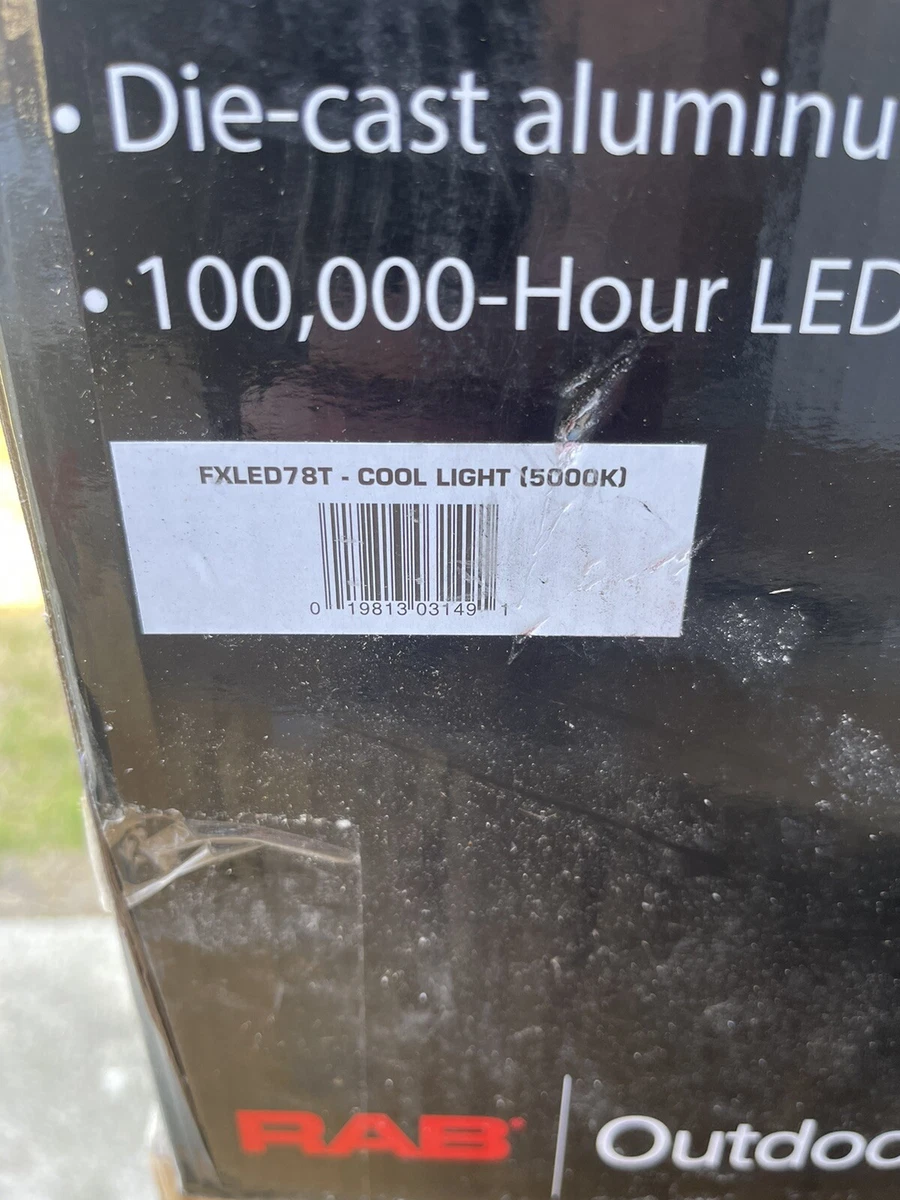 • Die-cast aluminu
• 100,000-Hour LED
FXLED78T - COOL LIGHT (5000K)
0 19813 03149 1
RAB | Outdoo